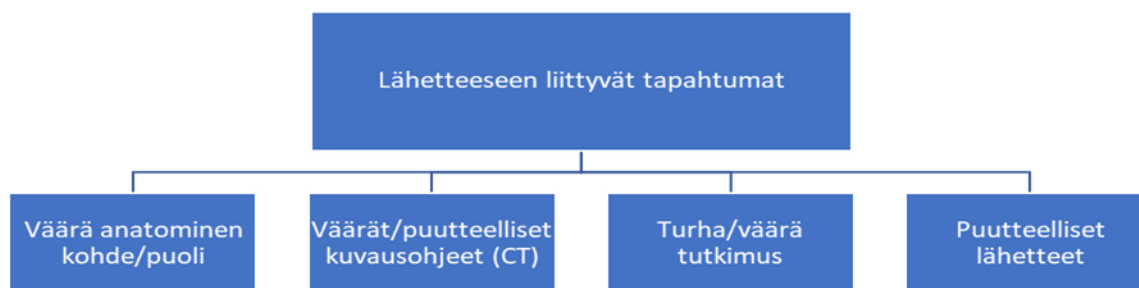 Lähetteeseen liittyvät tapahtumat
Väärä anatominen
kohde/puoli
Väärät/puutteelliset
kuvausohjeet (CT)
Turha/väärä
tutkimus
Puutteelliset
lähetteet